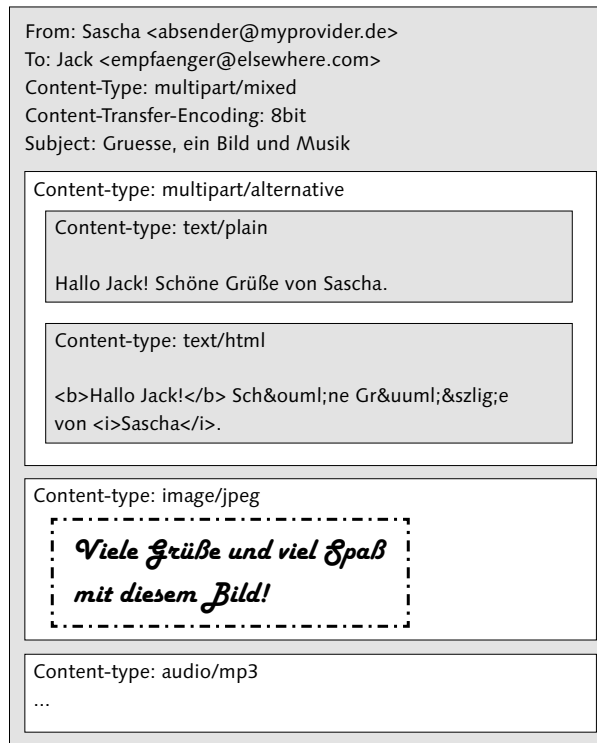 From: Sascha <absender@myprovider.de>
To: Jack <empfaenger@elsewhere.com>
Content-Type: multipart/mixed
Content-Transfer-Encoding: 8bit
Subject: Gruesse, ein Bild und Musik
Content-type: multipart/alternative
Content-type: text/plain
Hallo Jack! Schöne Grüße von Sascha.
Content-type: text/html
<b>Hallo Jack!</b> Sch&ouml;ne Gr&uuml;&szlig;e
von <i>Sascha</i>.
Content-type: image/jpeg
Viele Grüße und viel Spaß
mit diesem Bild!
Content-type: audio/mp3
...